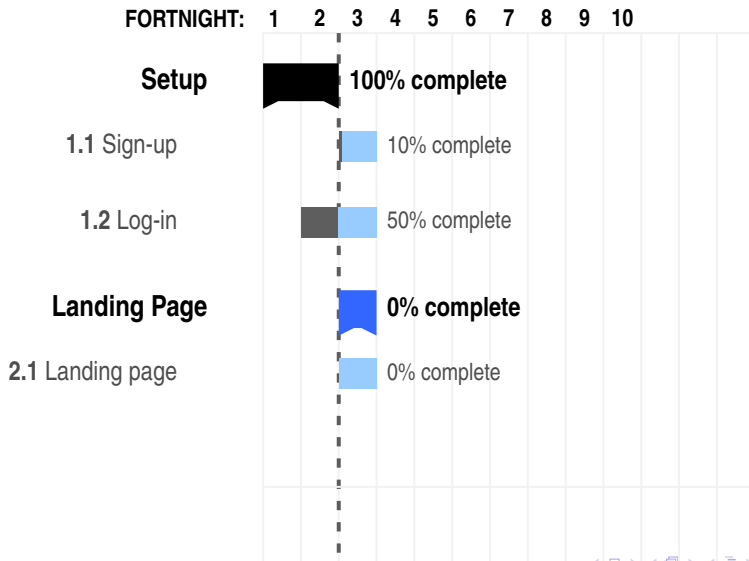 FORTNIGHT: 1 2 3 4 5 6 7 8 9 10
Setup 100% complete
1.1 Sign-up 10% complete
1.2 Log-in 50% complete
Landing Page 0% complete
2.1 Landing page 0% complete